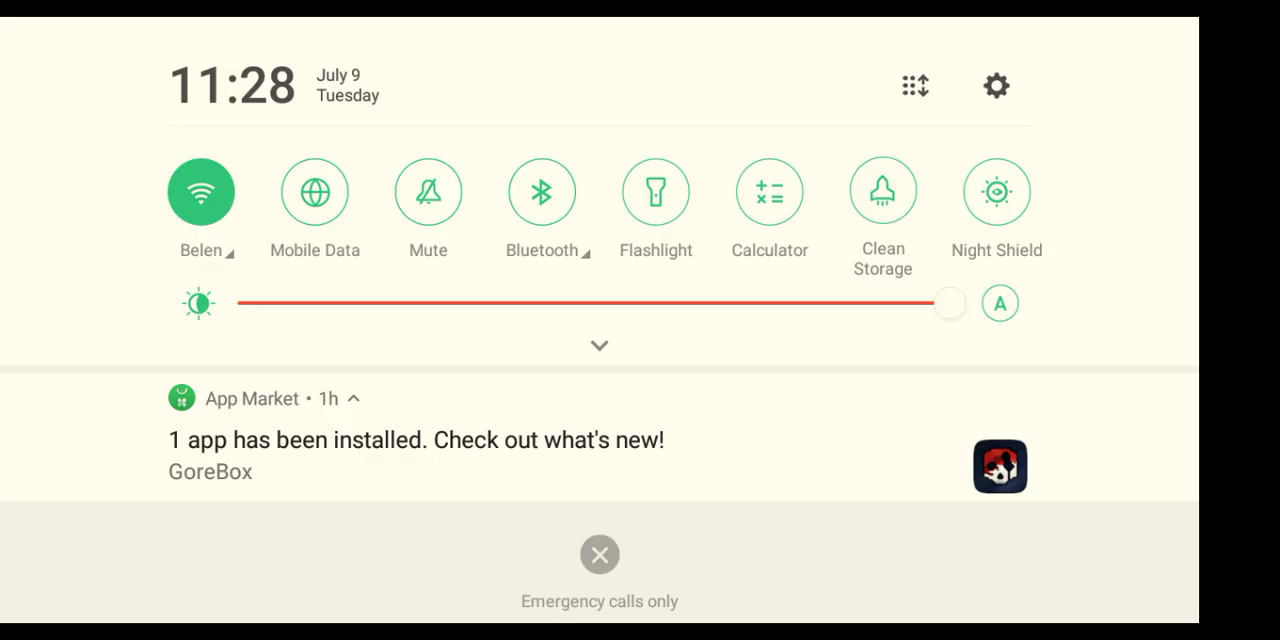 11:28
July 9
Tuesday
Belen
Mobile Data
Mute
Bluetooth
Flashlight
Calculator
Clean
Storage
Night Shield
A
App Market • 1h
1 app has been installed. Check out what's new!
GoreBox
Emergency calls only